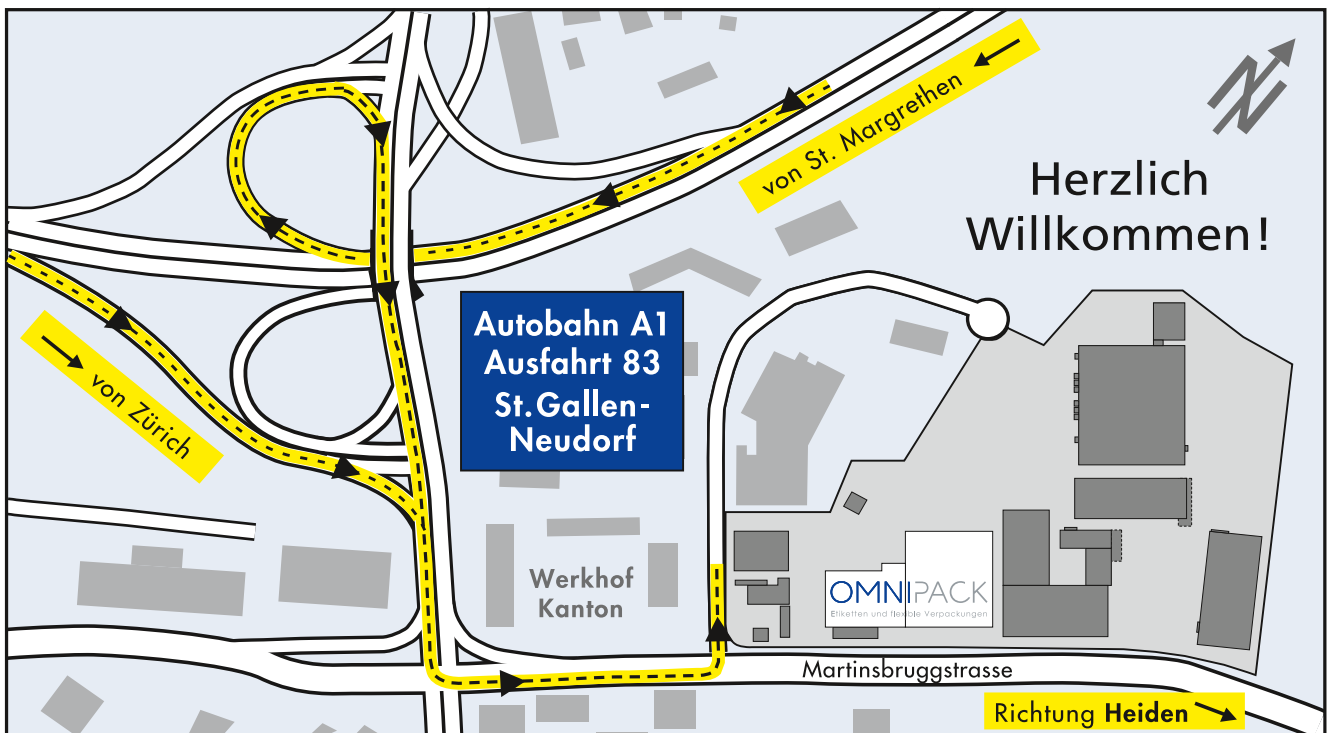 von St. Margrethen
Herzlich
Willkommen!
Autobahn A1
Ausfahrt 83
St.Gallen-
Neudorf
von Zürich
Werkhof
Kanton
OMNIPACK
Etiketten und flexible Verpackungen
Martinsbruggstrasse
Richtung Heiden
N